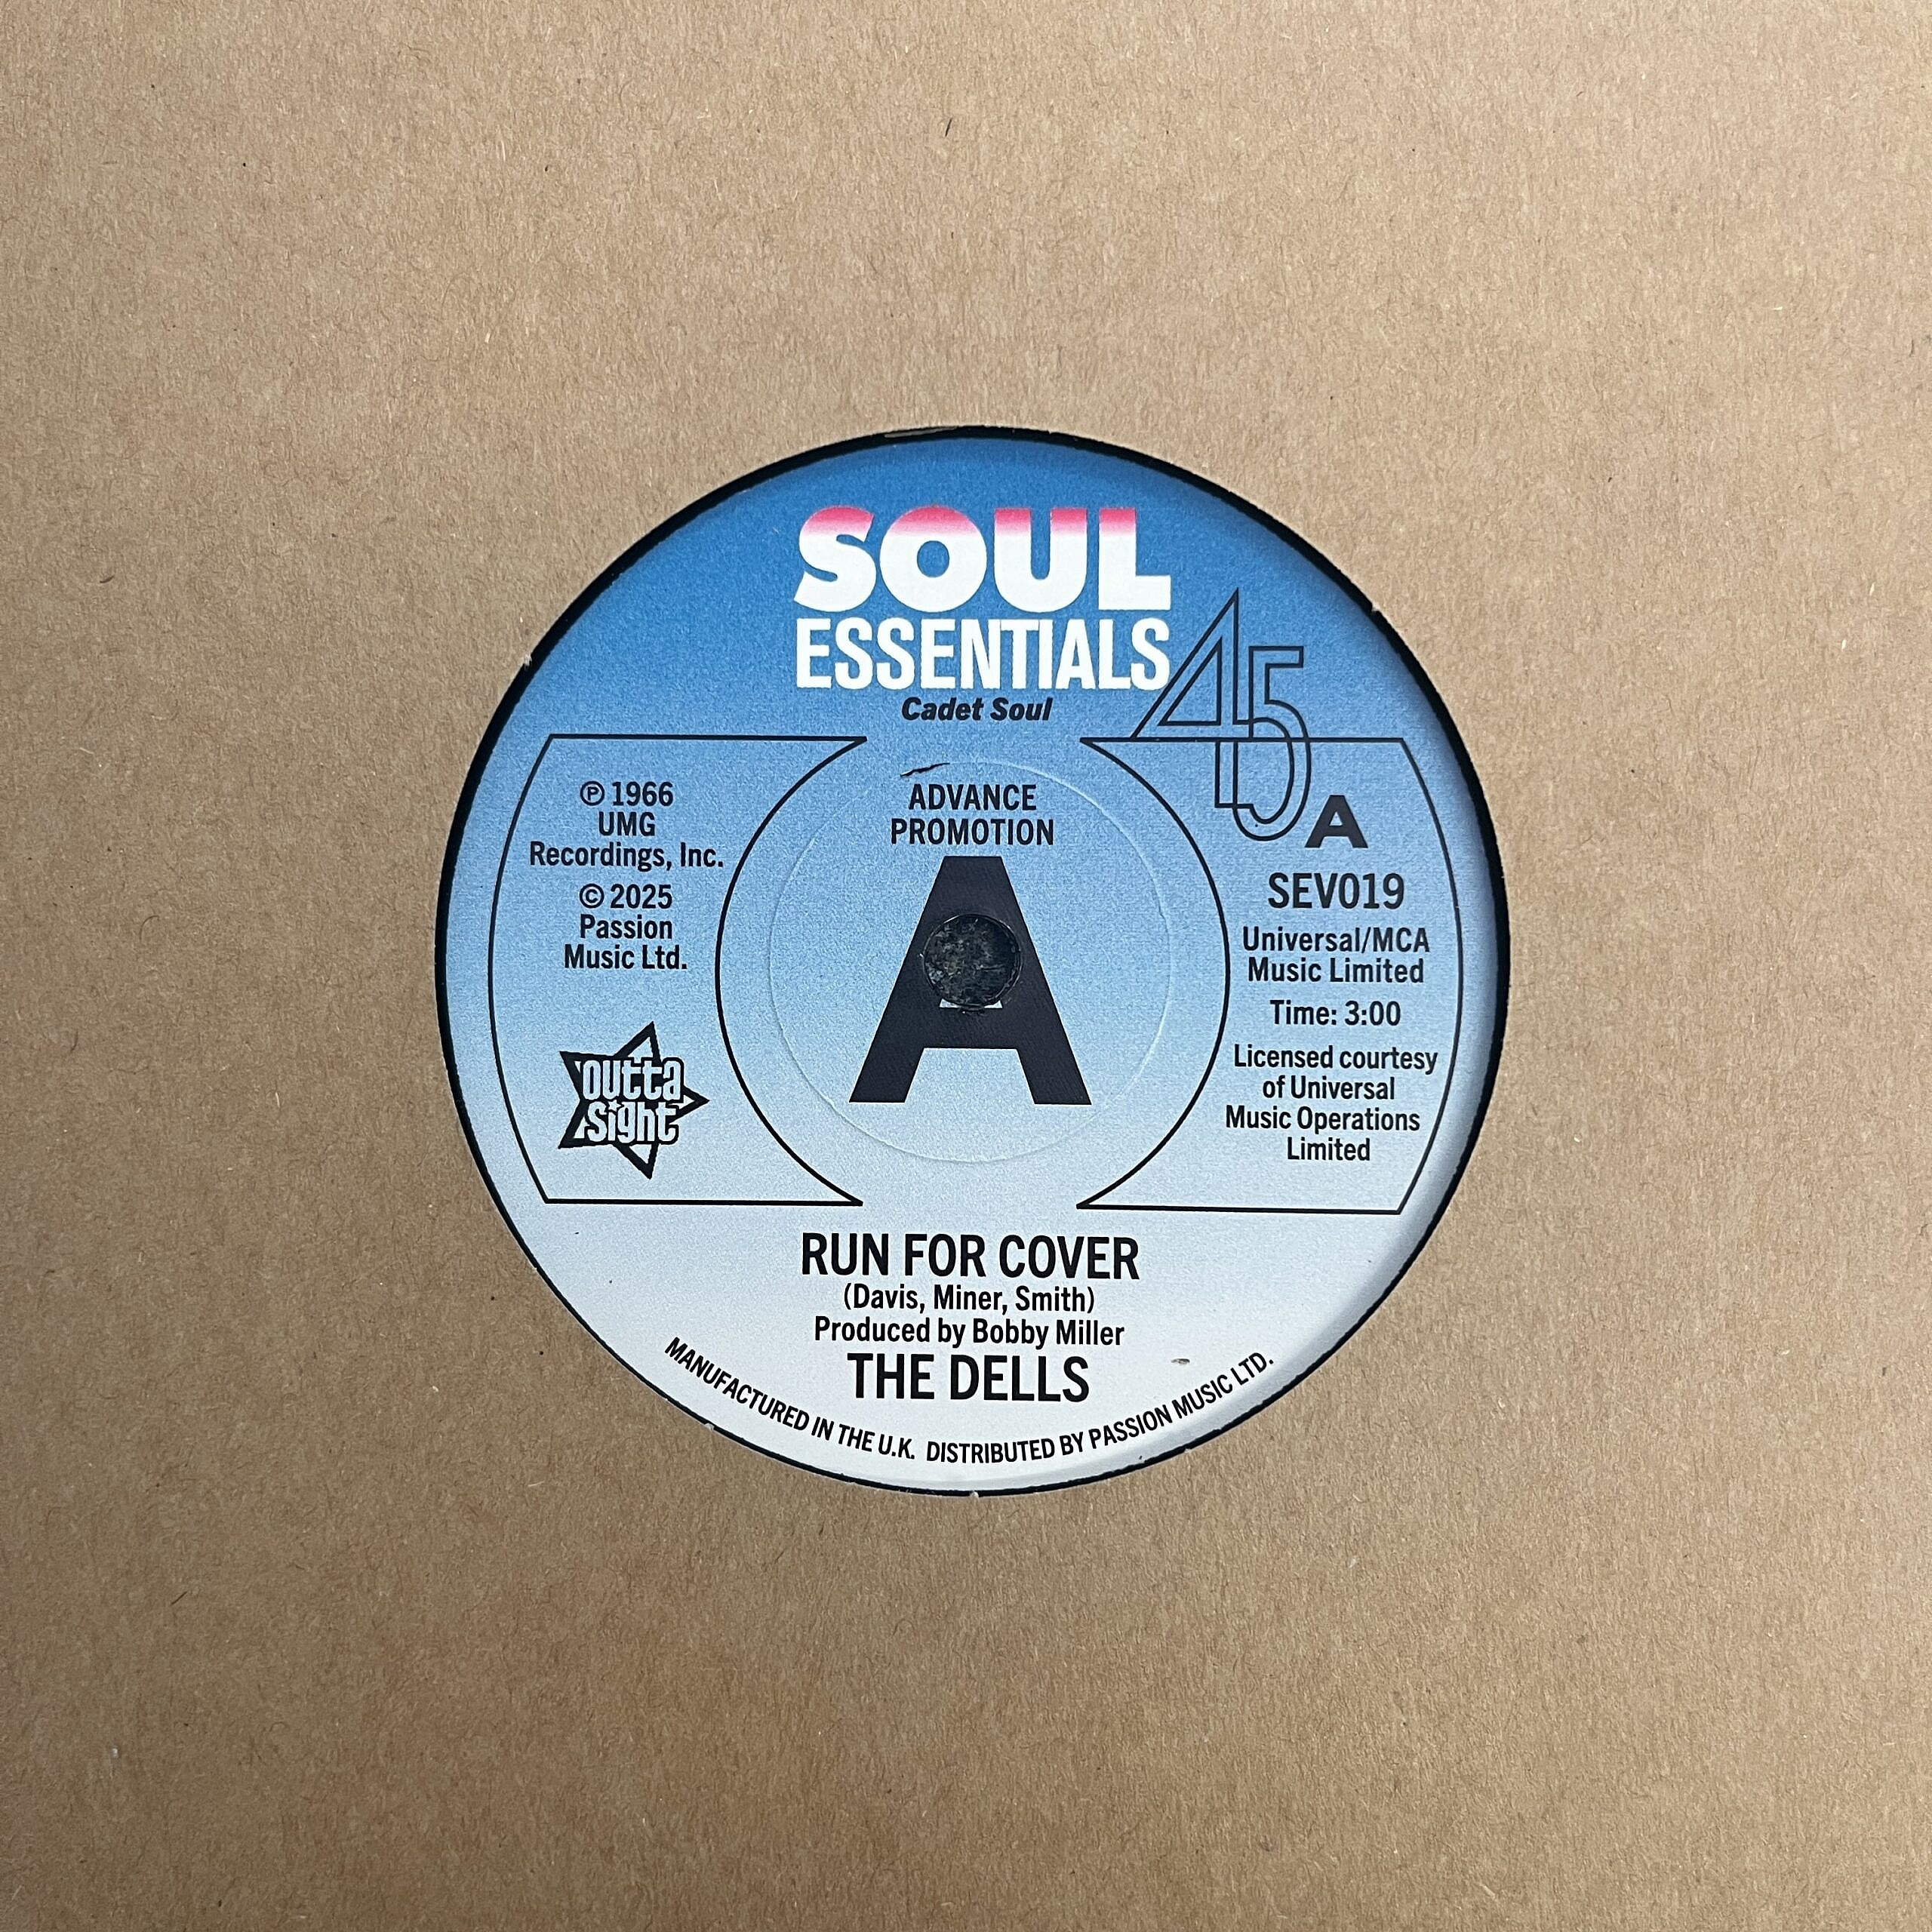 SOUL
ESSENTIALS
Cadet Soul
45
℗ 1966
UMG
Recordings, Inc.
© 2025
Passion
Music Ltd.
outta
Sight
ADVANCE
PROMOTION
A
A
SEV019
Universal/MCA
Music Limited
Time: 3:00
Licensed courtesy
of Universal
Music Operations
Limited
RUN FOR COVER
(Davis, Miner, Smith)
Produced by Bobby Miller
THE DELLS
MANUFACTURED IN THE U.K. DISTRIBUTED BY PASSION MUSIC LTD.